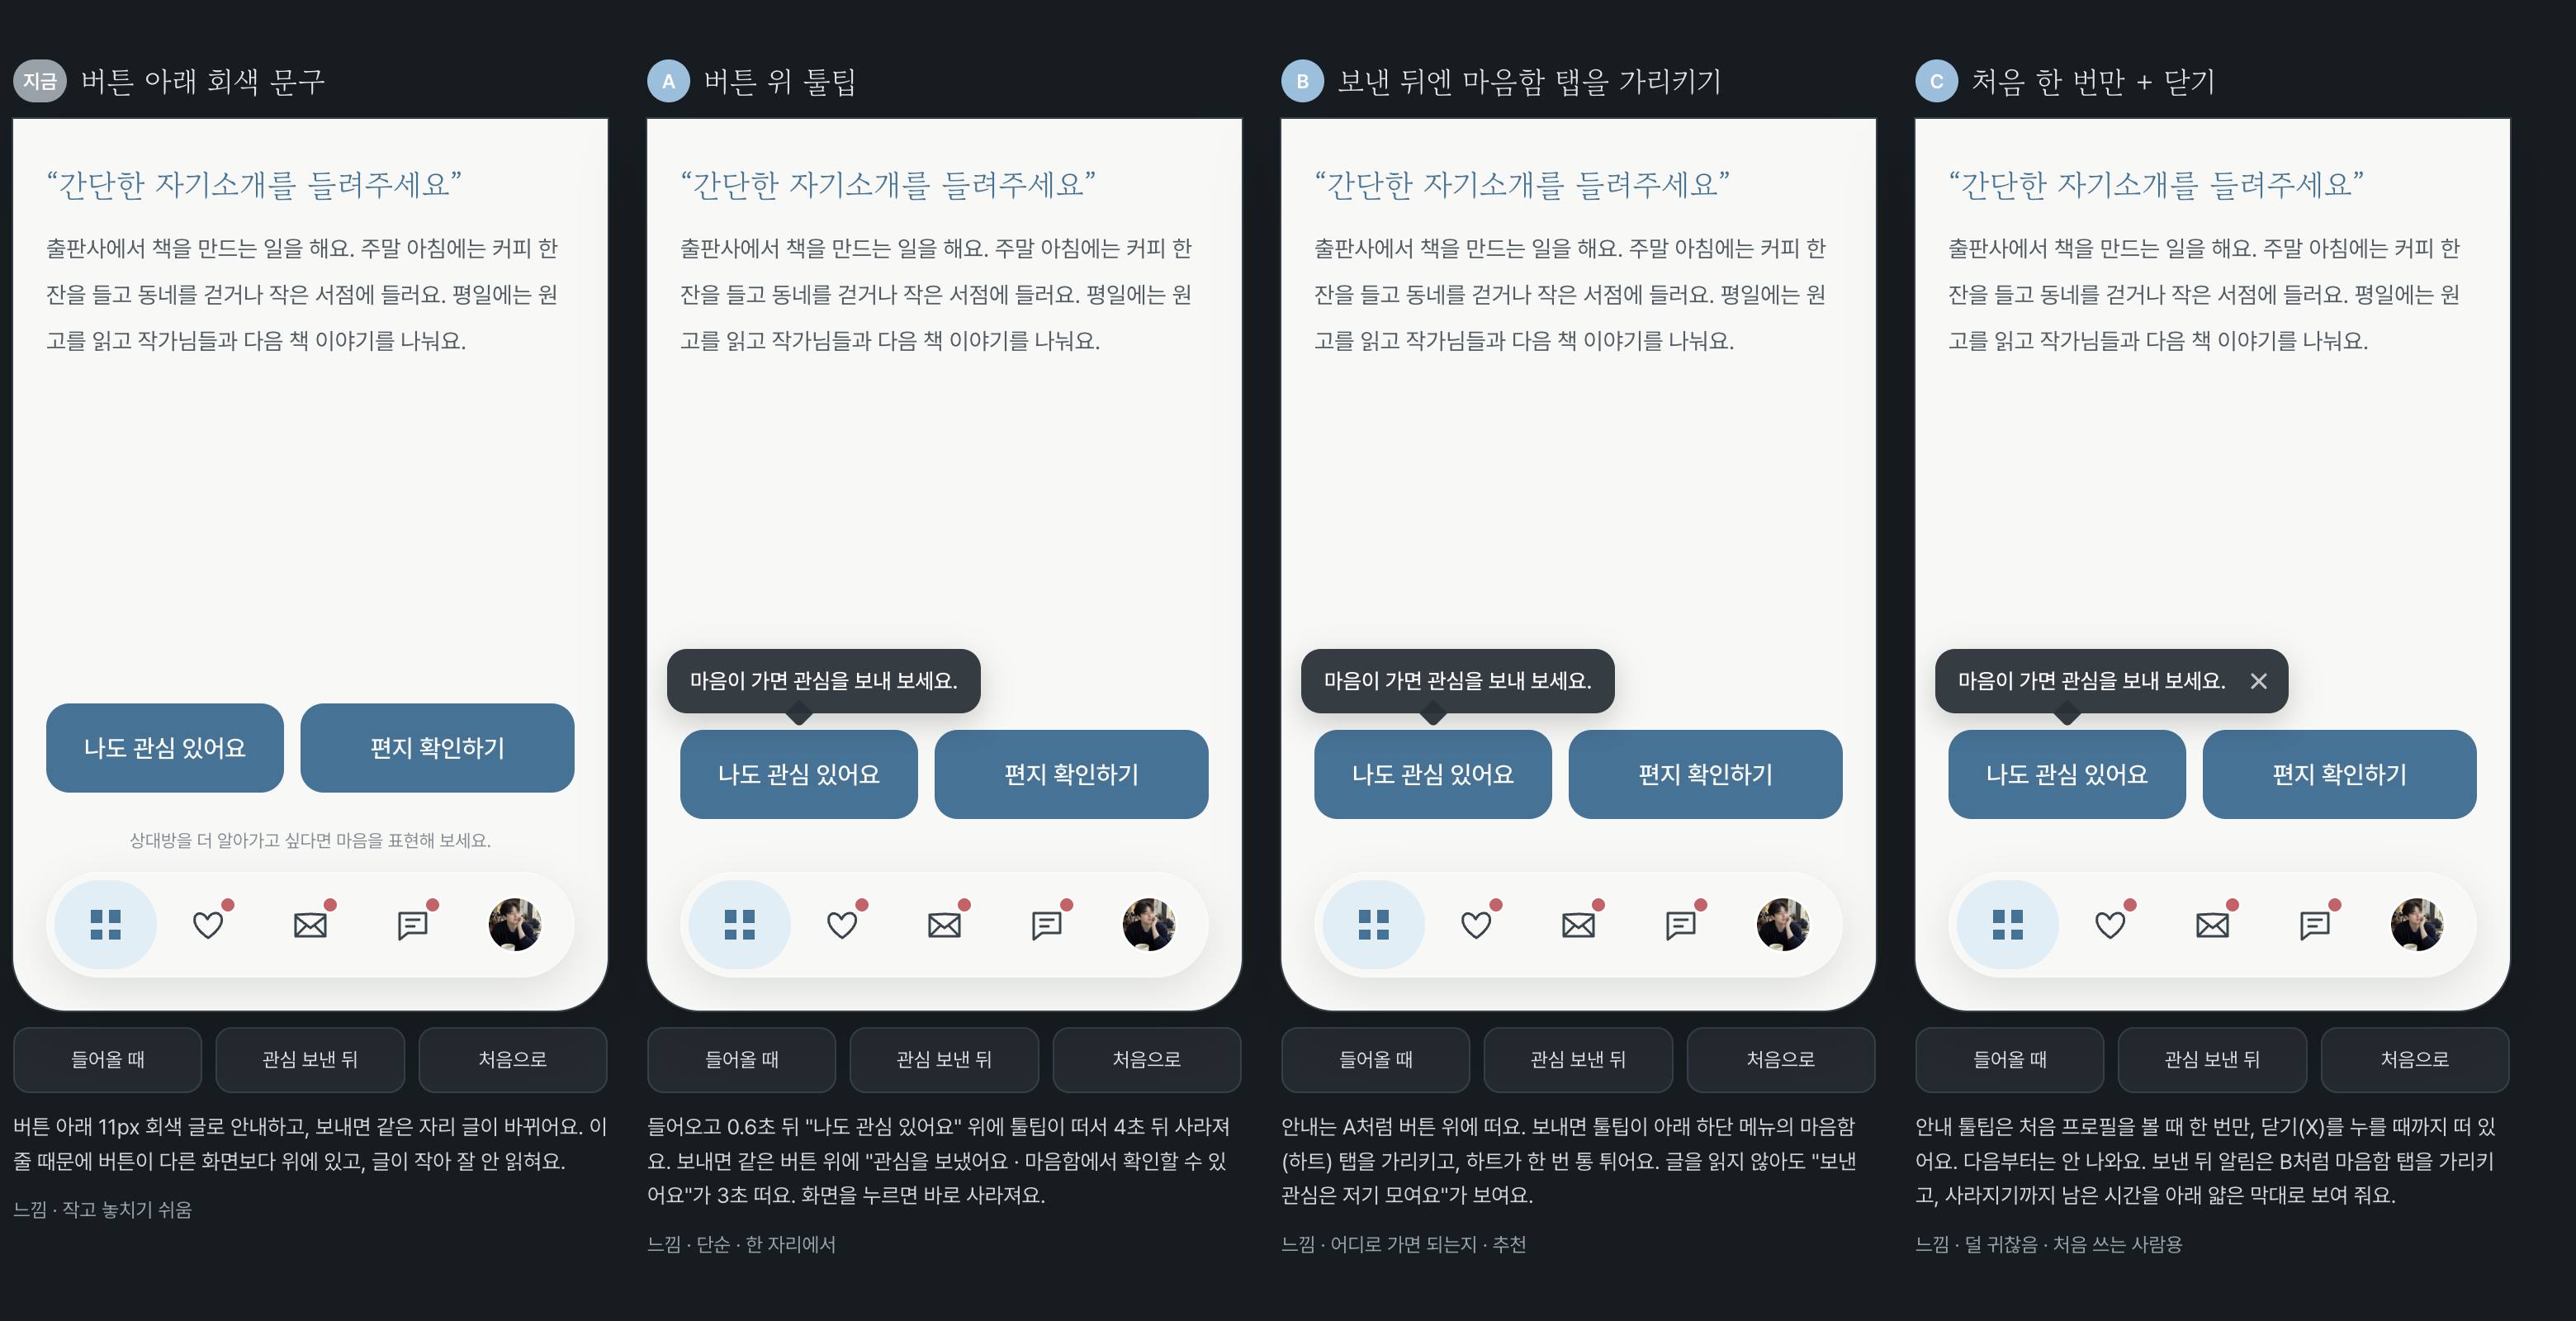 지금 버튼 아래 회색 문구
“간단한 자기소개를 들려주세요”
출판사에서 책을 만드는 일을 해요. 주말 아침에는 커피 한
잔을 들고 동네를 걷거나 작은 서점에 들러요. 평일에는 원
고를 읽고 작가님들과 다음 책 이야기를 나눠요.
나도 관심 있어요
편지 확인하기
상대방을 더 알아가고 싶다면 마음을 표현해 보세요.
들어올 때
관심 보낸 뒤
처음으로
버튼 아래 11px 회색 글로 안내하고, 보내면 같은 자리 글이 바뀌어요. 이
줄 때문에 버튼이 다른 화면보다 위에 있고, 글이 작아 잘 안 읽혀요.
느낌 · 작고 놓치기 쉬움
A 버튼 위 툴팁
“간단한 자기소개를 들려주세요”
출판사에서 책을 만드는 일을 해요. 주말 아침에는 커피 한
잔을 들고 동네를 걷거나 작은 서점에 들러요. 평일에는 원
고를 읽고 작가님들과 다음 책 이야기를 나눠요.
마음이 가면 관심을 보내 보세요.
나도 관심 있어요
편지 확인하기
들어올 때
관심 보낸 뒤
처음으로
들어오고 0.6초 뒤 "나도 관심 있어요" 위에 툴팁이 떠서 4초 뒤 사라져
요. 보내면 같은 버튼 위에 "관심을 보냈어요 · 마음함에서 확인할 수 있
어요"가 3초 떠요. 화면을 누르면 바로 사라져요.
느낌 · 단순 · 한 자리에서
B 보낸 뒤엔 마음함 탭을 가리키기
“간단한 자기소개를 들려주세요”
출판사에서 책을 만드는 일을 해요. 주말 아침에는 커피 한
잔을 들고 동네를 걷거나 작은 서점에 들러요. 평일에는 원
고를 읽고 작가님들과 다음 책 이야기를 나눠요.
마음이 가면 관심을 보내 보세요.
나도 관심 있어요
편지 확인하기
들어올 때
관심 보낸 뒤
처음으로
안내는 A처럼 버튼 위에 떠요. 보내면 툴팁이 아래 하단 메뉴의 마음함
(하트) 탭을 가리키고, 하트가 한 번 통 튀어요. 글을 읽지 않아도 "보낸
관심은 저기 모여요"가 보여요.
느낌 · 어디로 가면 되는지 · 추천
C 처음 한 번만 + 닫기
“간단한 자기소개를 들려주세요”
출판사에서 책을 만드는 일을 해요. 주말 아침에는 커피 한
잔을 들고 동네를 걷거나 작은 서점에 들러요. 평일에는 원
고를 읽고 작가님들과 다음 책 이야기를 나눠요.
마음이 가면 관심을 보내 보세요.
나도 관심 있어요
편지 확인하기
들어올 때
관심 보낸 뒤
처음으로
안내 툴팁은 처음 프로필을 볼 때 한 번만, 닫기(X)를 누를 때까지 떠 있
어요. 다음부터는 안 나와요. 보낸 뒤 알림은 B처럼 마음함 탭을 가리키
고, 사라지기까지 남은 시간을 아래 얇은 막대로 보여 줘요.
느낌 · 덜 귀찮음 · 처음 쓰는 사람용